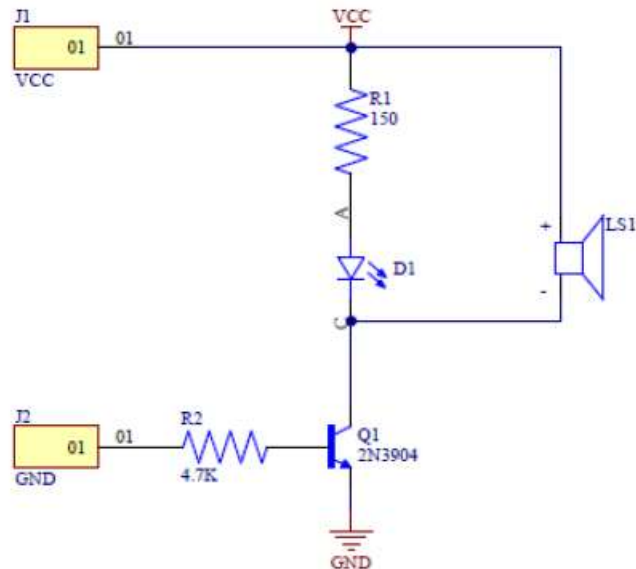 J1
VCC
01
01
VCC
R1
150
A
+
LS1
D1
-
C
J2
R2
Q1
01
01
2N3904
GND
4.7K
GND